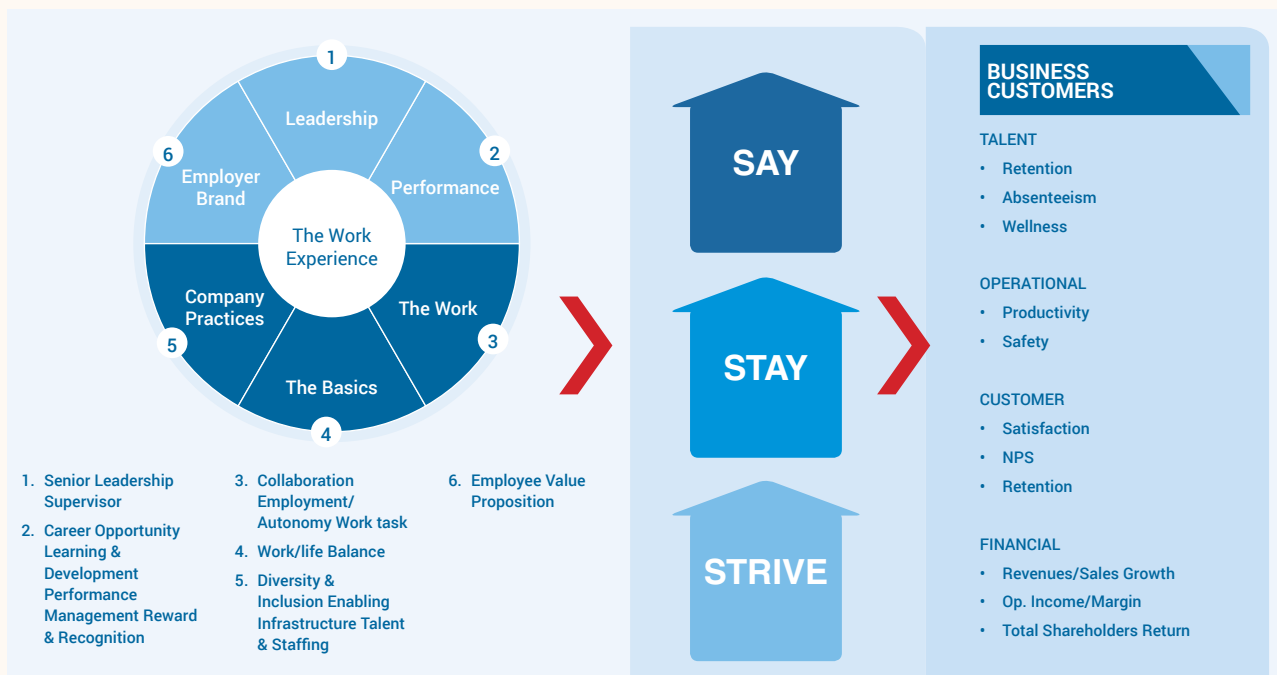 1
Leadership
2
Performance
3
The Work
4
The Basics
5
Company
Practices
6
Employer
Brand
The Work
Experience
1. Senior Leadership
Supervisor
2. Career Opportunity
Learning &
Development
Performance
Management Reward
& Recognition
3. Collaboration
Employment/
Autonomy Work task
4. Work/life Balance
5. Diversity &
Inclusion Enabling
Infrastructure Talent
& Staffing
6. Employee Value
Proposition
SAY
STAY
STRIVE
BUSINESS
CUSTOMERS
TALENT
• Retention
• Absenteeism
• Wellness
OPERATIONAL
• Productivity
• Safety
CUSTOMER
• Satisfaction
• NPS
• Retention
FINANCIAL
• Revenues/Sales Growth
• Op. Income/Margin
• Total Shareholders Return